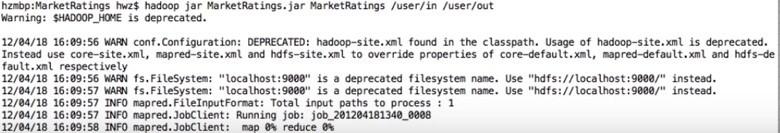 hzmbp:MarketRatings hwz$ hadoop jar MarketRatings.jar MarketRatings /user/in /user/out
Warning: $HADOOP_HOME is deprecated.
12/04/18 16:09:56 WARN conf.Configuration: DEPRECATED: hadoop-site.xml found in the classpath. Usage of hadoop-site.xml is deprecated.
Instead use core-site.xml, mapred-site.xml and hdfs-site.xml to override properties of core-default.xml, mapred-default.xml and hdfs-de
fault.xml respectively
12/04/18 16:09:56 WARN fs.FileSystem: "localhost:9000" is a deprecated filesystem name. Use "hdfs://localhost:9000/" instead.
12/04/18 16:09:57 WARN fs.FileSystem: "localhost:9000" is a deprecated filesystem name. Use "hdfs://localhost:9000/" instead.
12/04/18 16:09:57 INFO mapred.FileInputFormat: Total input paths to process : 1
12/04/18 16:09:57 INFO mapred.JobClient: Running job: job_201204181340_0008
12/04/18 16:09:58 INFO mapred.JobClient:  map 0% reduce 0%